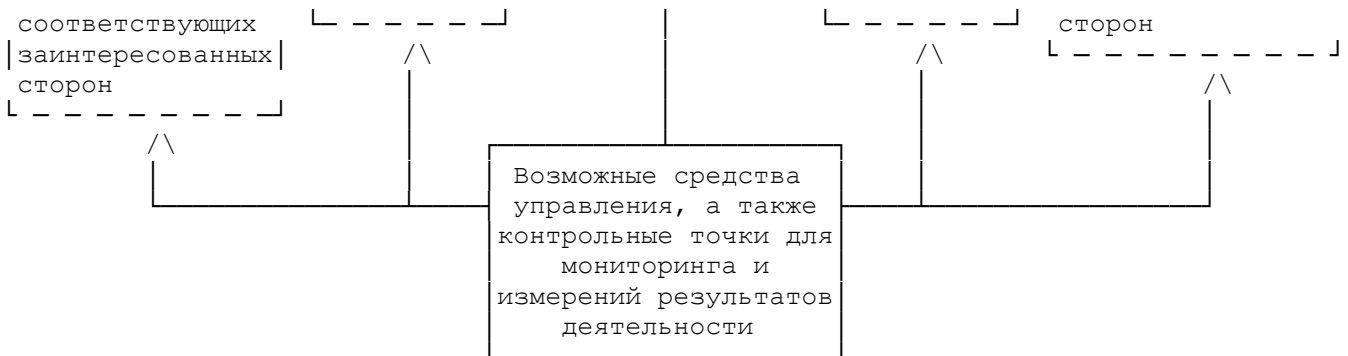 соответствующих
заинтересованных
сторон
сторон
Возможные средства
управления, а также
контрольные точки для
мониторинга и
измерений результатов
деятельности